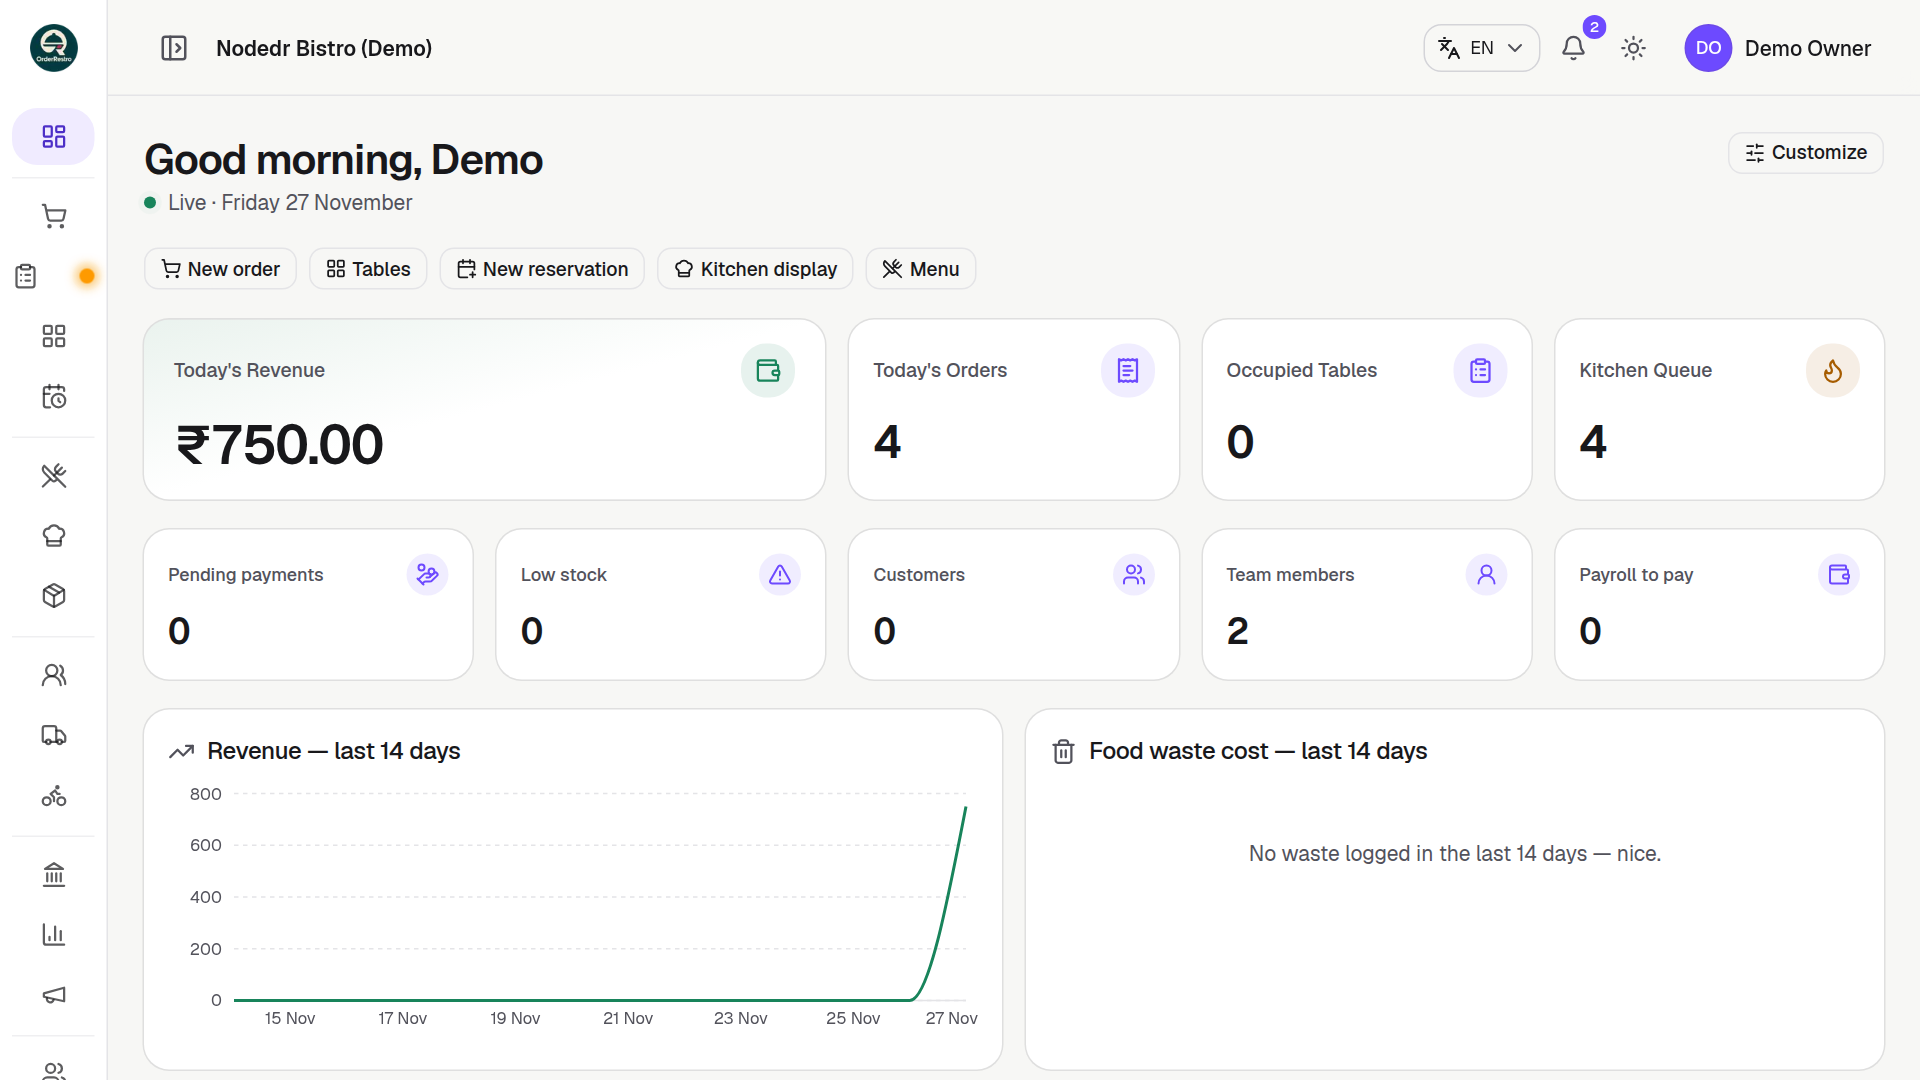 OrderRestro
Nodedr Bistro (Demo)
EN
2
DO
Demo Owner
Good morning, Demo
Live · Friday 27 November
Customize
New order
Tables
New reservation
Kitchen display
Menu
Today's Revenue
₹750.00
Today's Orders
4
Occupied Tables
0
Kitchen Queue
4
Pending payments
0
Low stock
0
Customers
0
Team members
2
Payroll to pay
0
Revenue — last 14 days
800
600
400
200
0
15 Nov
17 Nov
19 Nov
21 Nov
23 Nov
25 Nov
27 Nov
Food waste cost — last 14 days
No waste logged in the last 14 days — nice.